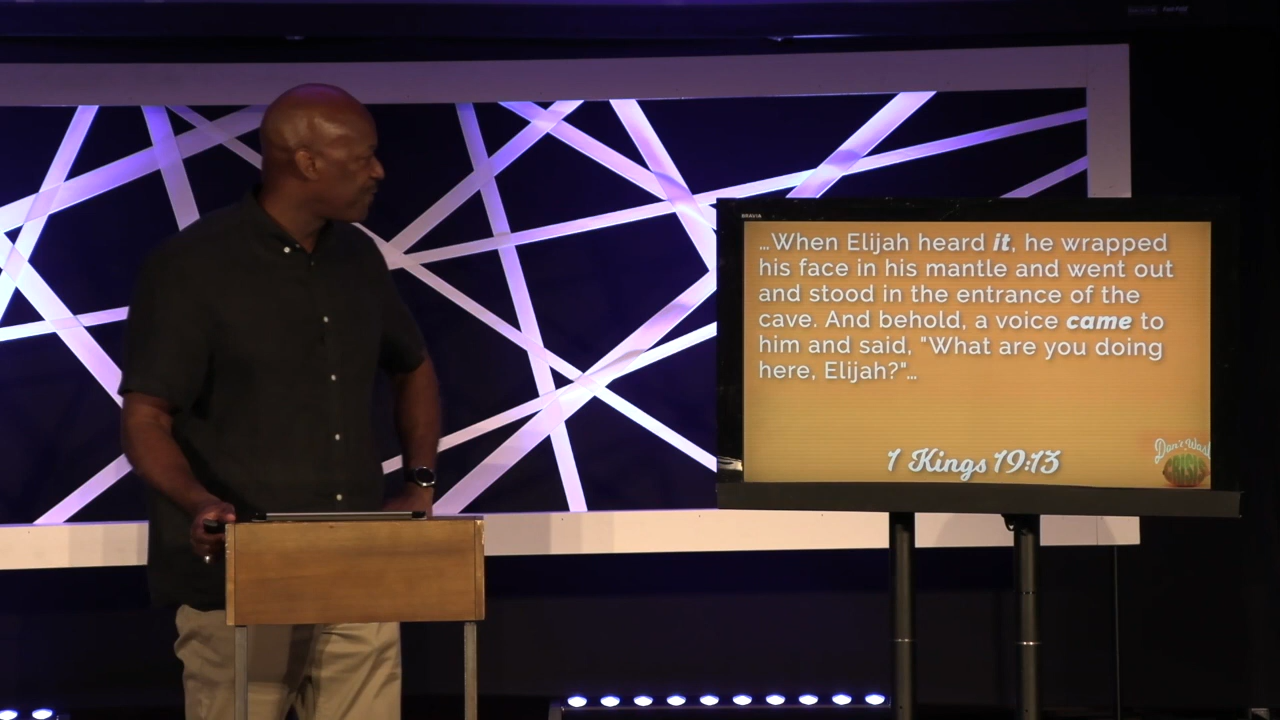 BRAVIA
…When Elijah heard it, he wrapped
his face in his mantle and went out
and stood in the entrance of the
cave. And behold, a voice came to
him and said, "What are you doing
here, Elijah?"…
1 Kings 19:13
Don't